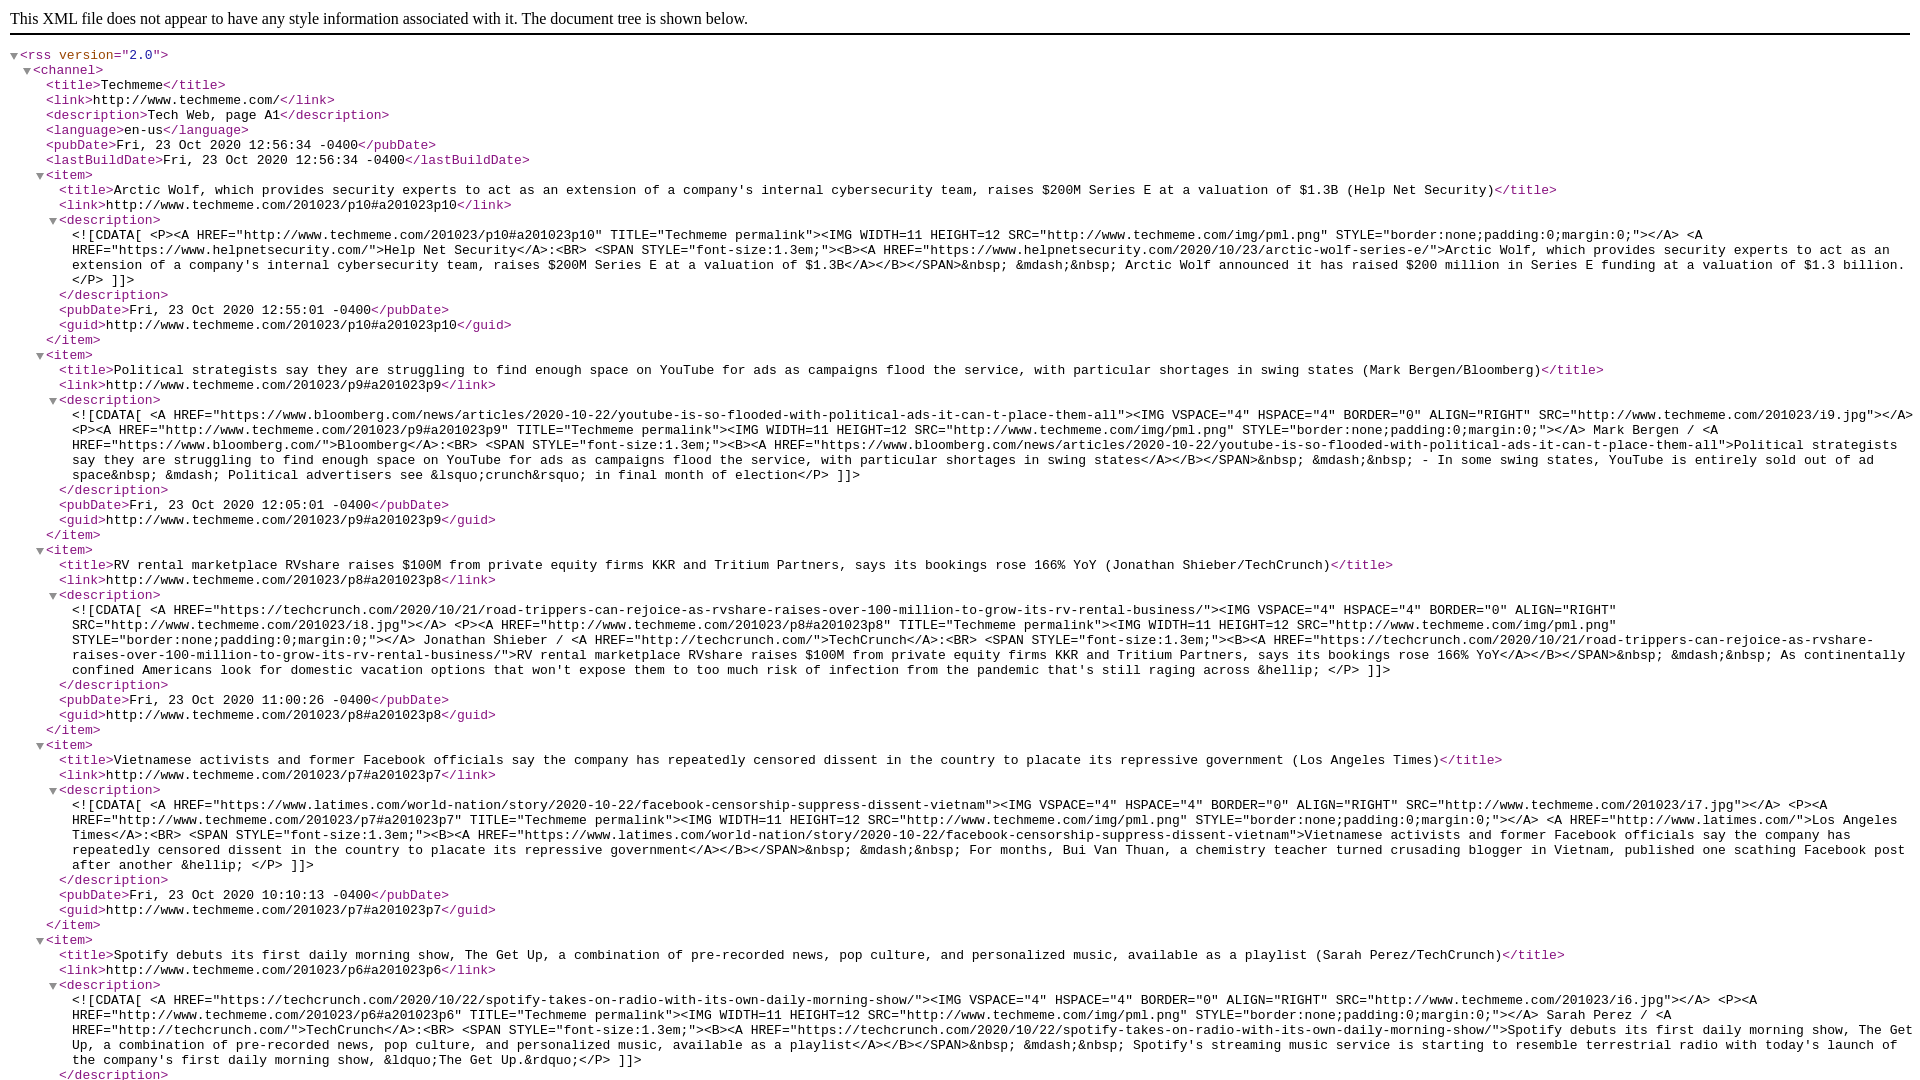 This XML file does not appear to have any style information associated with it. The document tree is shown below.
<rss version="2.0">
<channel>
<title>Techmeme</title>
<link>http://www.techmeme.com/</link>
<description>Tech Web, page A1</description>
<language>en-us</language>
<pubDate>Fri, 23 Oct 2020 12:56:34 -0400</pubDate>
<lastBuildDate>Fri, 23 Oct 2020 12:56:34 -0400</lastBuildDate>
<item>
<title>Arctic Wolf, which provides security experts to act as an extension of a company's internal cybersecurity team, raises $200M Series E at a valuation of $1.3B (Help Net Security)</title>
<link>http://www.techmeme.com/201023/p10#a201023p10</link>
<description>
<![CDATA[ <P><A HREF="http://www.techmeme.com/201023/p10#a201023p10" TITLE="Techmeme permalink"><IMG WIDTH=11 HEIGHT=12 SRC="http://www.techmeme.com/img/pml.png" STYLE="border:none;padding:0;margin:0;"></A> <A
HREF="https://www.helpnetsecurity.com/">Help Net Security</A>:<BR> <SPAN STYLE="font-size:1.3em;"><B><A HREF="https://www.helpnetsecurity.com/2020/10/23/arctic-wolf-series-e/">Arctic Wolf, which provides security experts to act as an
extension of a company's internal cybersecurity team, raises $200M Series E at a valuation of $1.3B</A></B></SPAN>&nbsp; &mdash;&nbsp; Arctic Wolf announced it has raised $200 million in Series E funding at a valuation of $1.3 billion.
</P> ]]>
</description>
<pubDate>Fri, 23 Oct 2020 12:55:01 -0400</pubDate>
<guid>http://www.techmeme.com/201023/p10#a201023p10</guid>
</item>
<item>
<title>Political strategists say they are struggling to find enough space on YouTube for ads as campaigns flood the service, with particular shortages in swing states (Mark Bergen/Bloomberg)</title>
<link>http://www.techmeme.com/201023/p9#a201023p9</link>
<description>
<![CDATA[ <A HREF="https://www.bloomberg.com/news/articles/2020-10-22/youtube-is-so-flooded-with-political-ads-it-can-t-place-them-all"><IMG VSPACE="4" HSPACE="4" BORDER="0" ALIGN="RIGHT" SRC="http://www.techmeme.com/201023/i9.jpg"></A>
<P><A HREF="http://www.techmeme.com/201023/p9#a201023p9" TITLE="Techmeme permalink"><IMG WIDTH=11 HEIGHT=12 SRC="http://www.techmeme.com/img/pml.png" STYLE="border:none;padding:0;margin:0;"></A> Mark Bergen / <A
HREF="https://www.bloomberg.com/">Bloomberg</A>:<BR> <SPAN STYLE="font-size:1.3em;"><B><A HREF="https://www.bloomberg.com/news/articles/2020-10-22/youtube-is-so-flooded-with-political-ads-it-can-t-place-them-all">Political strategists
say they are struggling to find enough space on YouTube for ads as campaigns flood the service, with particular shortages in swing states</A></B></SPAN>&nbsp; &mdash;&nbsp; - In some swing states, YouTube is entirely sold out of ad
space&nbsp; &mdash; Political advertisers see &lsquo;crunch&rsquo; in final month of election</P> ]]>
</description>
<pubDate>Fri, 23 Oct 2020 12:05:01 -0400</pubDate>
<guid>http://www.techmeme.com/201023/p9#a201023p9</guid>
</item>
<item>
<title>RV rental marketplace RVshare raises $100M from private equity firms KKR and Tritium Partners, says its bookings rose 166% YoY (Jonathan Shieber/TechCrunch)</title>
<link>http://www.techmeme.com/201023/p8#a201023p8</link>
<description>
<![CDATA[ <A HREF="https://techcrunch.com/2020/10/21/road-trippers-can-rejoice-as-rvshare-raises-over-100-million-to-grow-its-rv-rental-business/"><IMG VSPACE="4" HSPACE="4" BORDER="0" ALIGN="RIGHT"
SRC="http://www.techmeme.com/201023/i8.jpg"></A> <P><A HREF="http://www.techmeme.com/201023/p8#a201023p8" TITLE="Techmeme permalink"><IMG WIDTH=11 HEIGHT=12 SRC="http://www.techmeme.com/img/pml.png"
STYLE="border:none;padding:0;margin:0;"></A> Jonathan Shieber / <A HREF="http://techcrunch.com/">TechCrunch</A>:<BR> <SPAN STYLE="font-size:1.3em;"><B><A HREF="https://techcrunch.com/2020/10/21/road-trippers-can-rejoice-as-rvshare-
raises-over-100-million-to-grow-its-rv-rental-business/">RV rental marketplace RVshare raises $100M from private equity firms KKR and Tritium Partners, says its bookings rose 166% YoY</A></B></SPAN>&nbsp; &mdash;&nbsp; As continentally
confined Americans look for domestic vacation options that won't expose them to too much risk of infection from the pandemic that's still raging across &hellip; </P> ]]>
</description>
<pubDate>Fri, 23 Oct 2020 11:00:26 -0400</pubDate>
<guid>http://www.techmeme.com/201023/p8#a201023p8</guid>
</item>
<item>
<title>Vietnamese activists and former Facebook officials say the company has repeatedly censored dissent in the country to placate its repressive government (Los Angeles Times)</title>
<link>http://www.techmeme.com/201023/p7#a201023p7</link>
<description>
<![CDATA[ <A HREF="https://www.latimes.com/world-nation/story/2020-10-22/facebook-censorship-suppress-dissent-vietnam"><IMG VSPACE="4" HSPACE="4" BORDER="0" ALIGN="RIGHT" SRC="http://www.techmeme.com/201023/i7.jpg"></A> <P><A
HREF="http://www.techmeme.com/201023/p7#a201023p7" TITLE="Techmeme permalink"><IMG WIDTH=11 HEIGHT=12 SRC="http://www.techmeme.com/img/pml.png" STYLE="border:none;padding:0;margin:0;"></A> <A HREF="http://www.latimes.com/">Los Angeles
Times</A>:<BR> <SPAN STYLE="font-size:1.3em;"><B><A HREF="https://www.latimes.com/world-nation/story/2020-10-22/facebook-censorship-suppress-dissent-vietnam">Vietnamese activists and former Facebook officials say the company has
repeatedly censored dissent in the country to placate its repressive government</A></B></SPAN>&nbsp; &mdash;&nbsp; For months, Bui Van Thuan, a chemistry teacher turned crusading blogger in Vietnam, published one scathing Facebook post
after another &hellip; </P> ]]>
</description>
<pubDate>Fri, 23 Oct 2020 10:10:13 -0400</pubDate>
<guid>http://www.techmeme.com/201023/p7#a201023p7</guid>
</item>
<item>
<title>Spotify debuts its first daily morning show, The Get Up, a combination of pre-recorded news, pop culture, and personalized music, available as a playlist (Sarah Perez/TechCrunch)</title>
<link>http://www.techmeme.com/201023/p6#a201023p6</link>
<description>
<![CDATA[ <A HREF="https://techcrunch.com/2020/10/22/spotify-takes-on-radio-with-its-own-daily-morning-show/"><IMG VSPACE="4" HSPACE="4" BORDER="0" ALIGN="RIGHT" SRC="http://www.techmeme.com/201023/i6.jpg"></A> <P><A
HREF="http://www.techmeme.com/201023/p6#a201023p6" TITLE="Techmeme permalink"><IMG WIDTH=11 HEIGHT=12 SRC="http://www.techmeme.com/img/pml.png" STYLE="border:none;padding:0;margin:0;"></A> Sarah Perez / <A
HREF="http://techcrunch.com/">TechCrunch</A>:<BR> <SPAN STYLE="font-size:1.3em;"><B><A HREF="https://techcrunch.com/2020/10/22/spotify-takes-on-radio-with-its-own-daily-morning-show/">Spotify debuts its first daily morning show, The Get
Up, a combination of pre-recorded news, pop culture, and personalized music, available as a playlist</A></B></SPAN>&nbsp; &mdash;&nbsp; Spotify's streaming music service is starting to resemble terrestrial radio with today's launch of
the company's first daily morning show, &ldquo;The Get Up.&rdquo;</P> ]]>
</description>